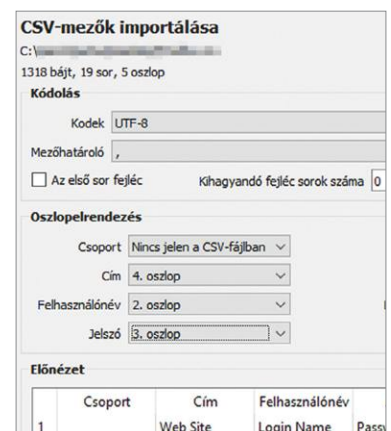 CSV-mezők importálása
C:\
1318 bájt, 19 sor, 5 oszlop
Kódolás
Kodek UTF-8
Mezőhatároló ,
Az első sor fejléc Kihagyandó fejléc sorok száma 0
Oszlopelrendezés
Csoport Nincs jelen a CSV-fájlban
Cím 4. oszlop
Felhasználónév 2. oszlop
Jelszó 3. oszlop
Előnézet
Csoport Cím Felhasználónév
1 Web Site Login Name Passw